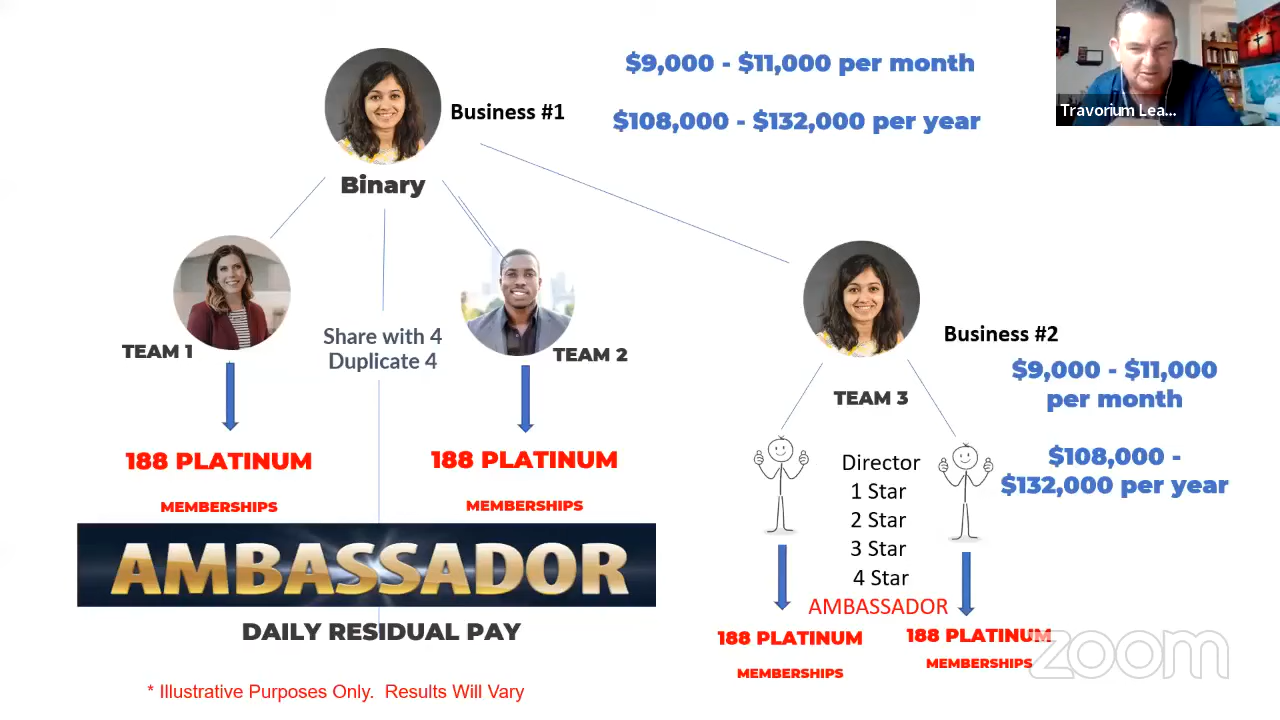 $9,000 - $11,000 per month
Business #1
$108,000 - $132,000 per year
Travorium Lea...
Binary
Share with 4
Duplicate 4
TEAM 1
TEAM 2
188 PLATINUM
MEMBERSHIPS
188 PLATINUM
MEMBERSHIPS
AMBASSADOR
DAILY RESIDUAL PAY
* Illustrative Purposes Only. Results Will Vary
Business #2
$9,000 - $11,000
per month
$108,000 -
$132,000 per year
TEAM 3
Director
1 Star
2 Star
3 Star
4 Star
AMBASSADOR
188 PLATINUM
MEMBERSHIPS
188 PLATINUM
MEMBERSHIPS
zoom